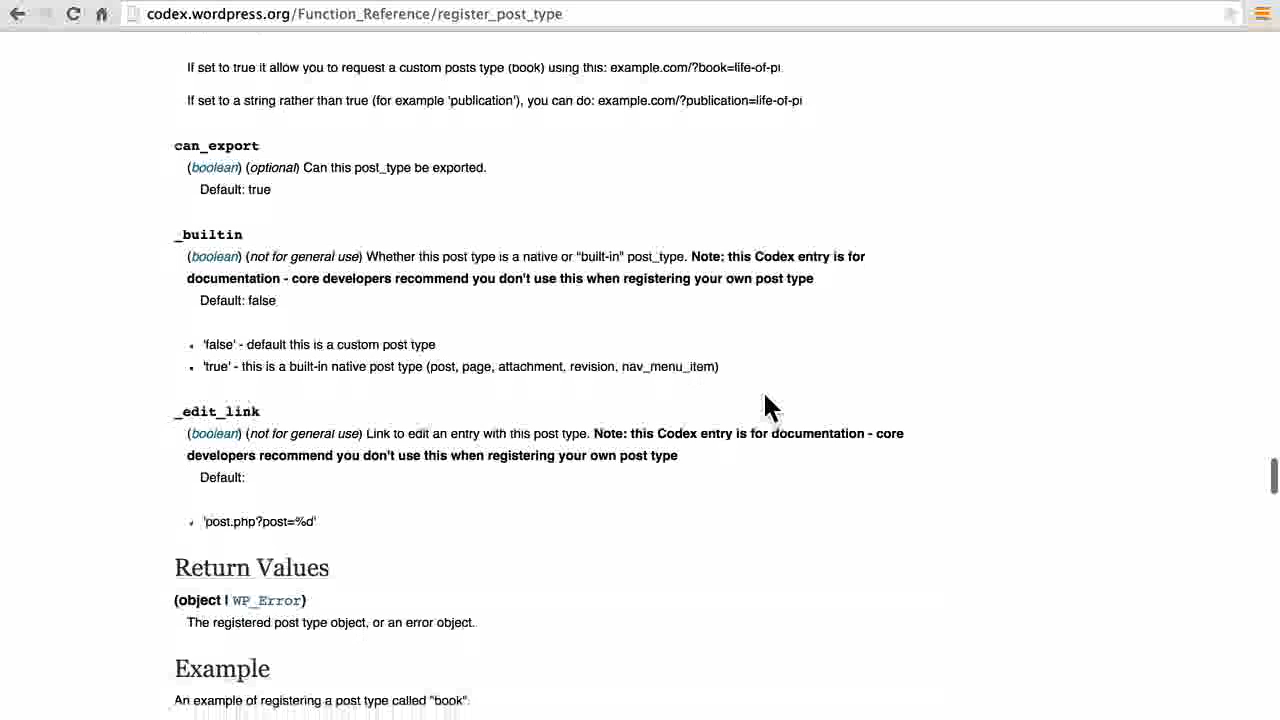 codex.wordpress.org/Function_Reference/register_post_type
If set to true it allow you to request a custom posts type (book) using this: example.com/?book=life-of-pi
If set to a string rather than true (for example 'publication'), you can do: example.com/?publication=life-of-pi
can_export
(boolean) (optional) Can this post_type be exported.
Default: true
_builtin
(boolean) (not for general use) Whether this post type is a native or "built-in" post_type. Note: this Codex entry is for
documentation - core developers recommend you don't use this when registering your own post type
Default: false
'false' - default this is a custom post type
'true' - this is a built-in native post type (post, page, attachment, revision, nav_menu_item)
_edit_link
(boolean) (not for general use) Link to edit an entry with this post type. Note: this Codex entry is for documentation - core
developers recommend you don't use this when registering your own post type
Default:
'post.php?post=%d'
Return Values
(object | WP_Error)
The registered post type object, or an error object.
Example
An example of registering a post type called "book":